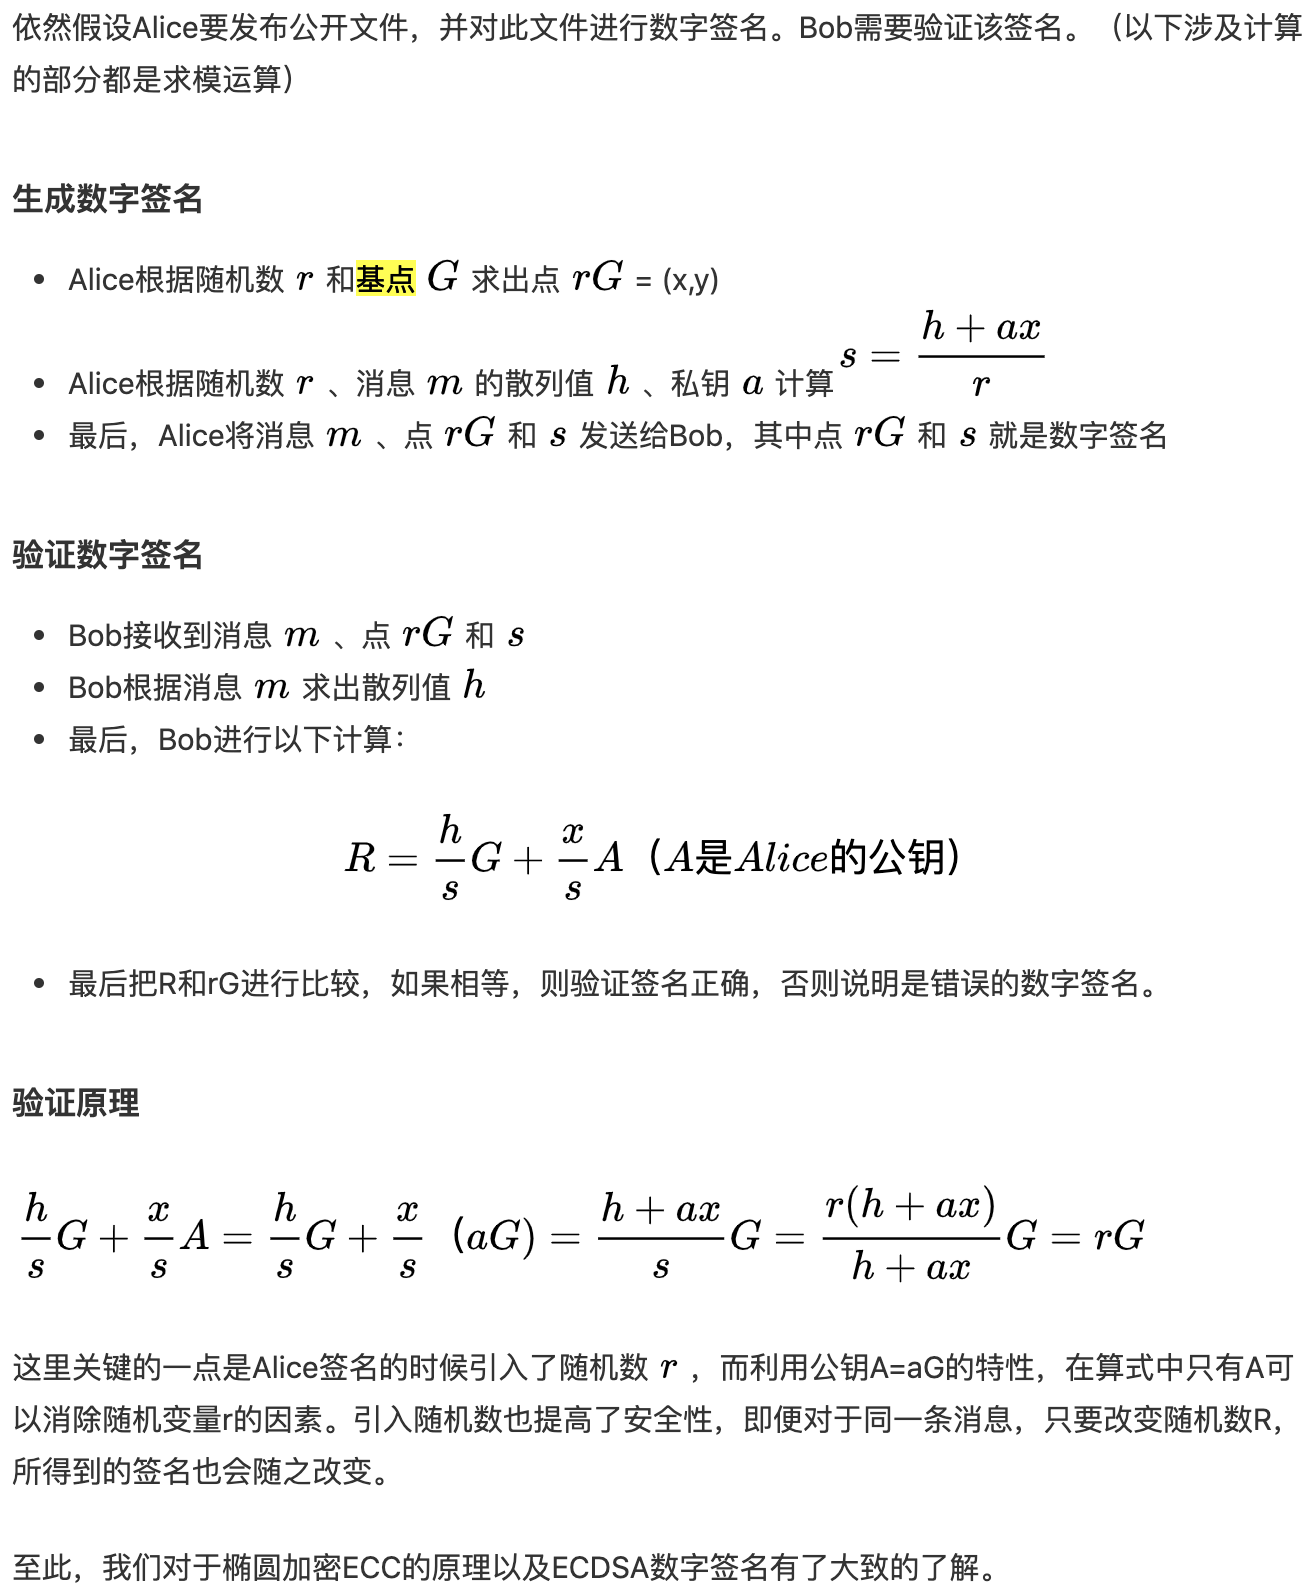 依然假设Alice要发布公开文件，并对此文件进行数字签名。Bob需要验证该签名。（以下涉及计算
的部分都是求模运算）
生成数字签名
• Alice根据随机数 r 和基点 G 求出点 rG = (x,y)
• Alice根据随机数 r 、消息 m 的散列值 h 、私钥 a 计算 s = \frac{h + ax}{r}
• 最后，Alice将消息 m 、点 rG 和 s 发送给Bob，其中点 rG 和 s 就是数字签名
验证数字签名
• Bob接收到消息 m 、点 rG 和 s
• Bob根据消息 m 求出散列值 h
• 最后，Bob进行以下计算：
R = \frac{h}{s}G + \frac{x}{s}A（A是Alice的公钥）
• 最后把R和rG进行比较，如果相等，则验证签名正确，否则说明是错误的数字签名。
验证原理
\frac{h}{s}G + \frac{x}{s}A = \frac{h}{s}G + \frac{x}{s}（aG) = \frac{h + ax}{s}G = \frac{r(h + ax)}{h + ax}G = rG
这里关键的一点是Alice签名的时候引入了随机数 r ，而利用公钥A=aG的特性，在算式中只有A可
以消除随机变量r的因素。引入随机数也提高了安全性，即便对于同一条消息，只要改变随机数R，
所得到的签名也会随之改变。
至此，我们对于椭圆加密ECC的原理以及ECDSA数字签名有了大致的了解。